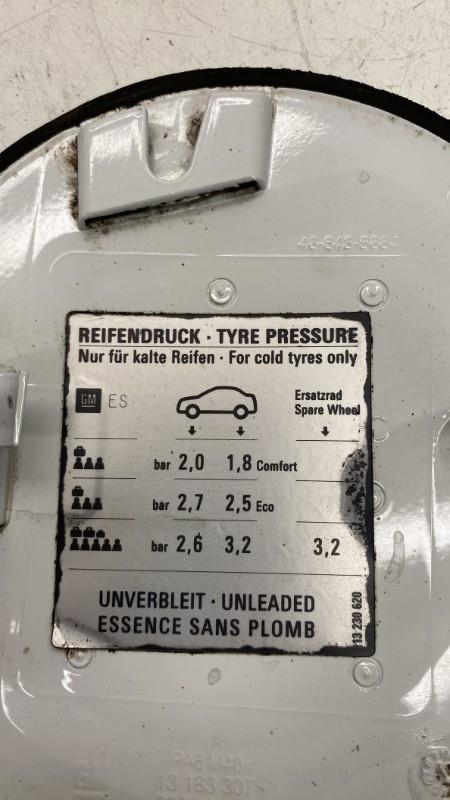 REIFENDRUCK · TYRE PRESSURE
Nur für kalte Reifen · For cold tyres only
GM ES
Ersatzrad
Spare Wheel
bar 2,0 1,8 Comfort
bar 2,7 2,5 Eco
bar 2,6 3,2 3,2
UNVERBLEIT · UNLEADED
ESSENCE SANS PLOMB
13 230 620